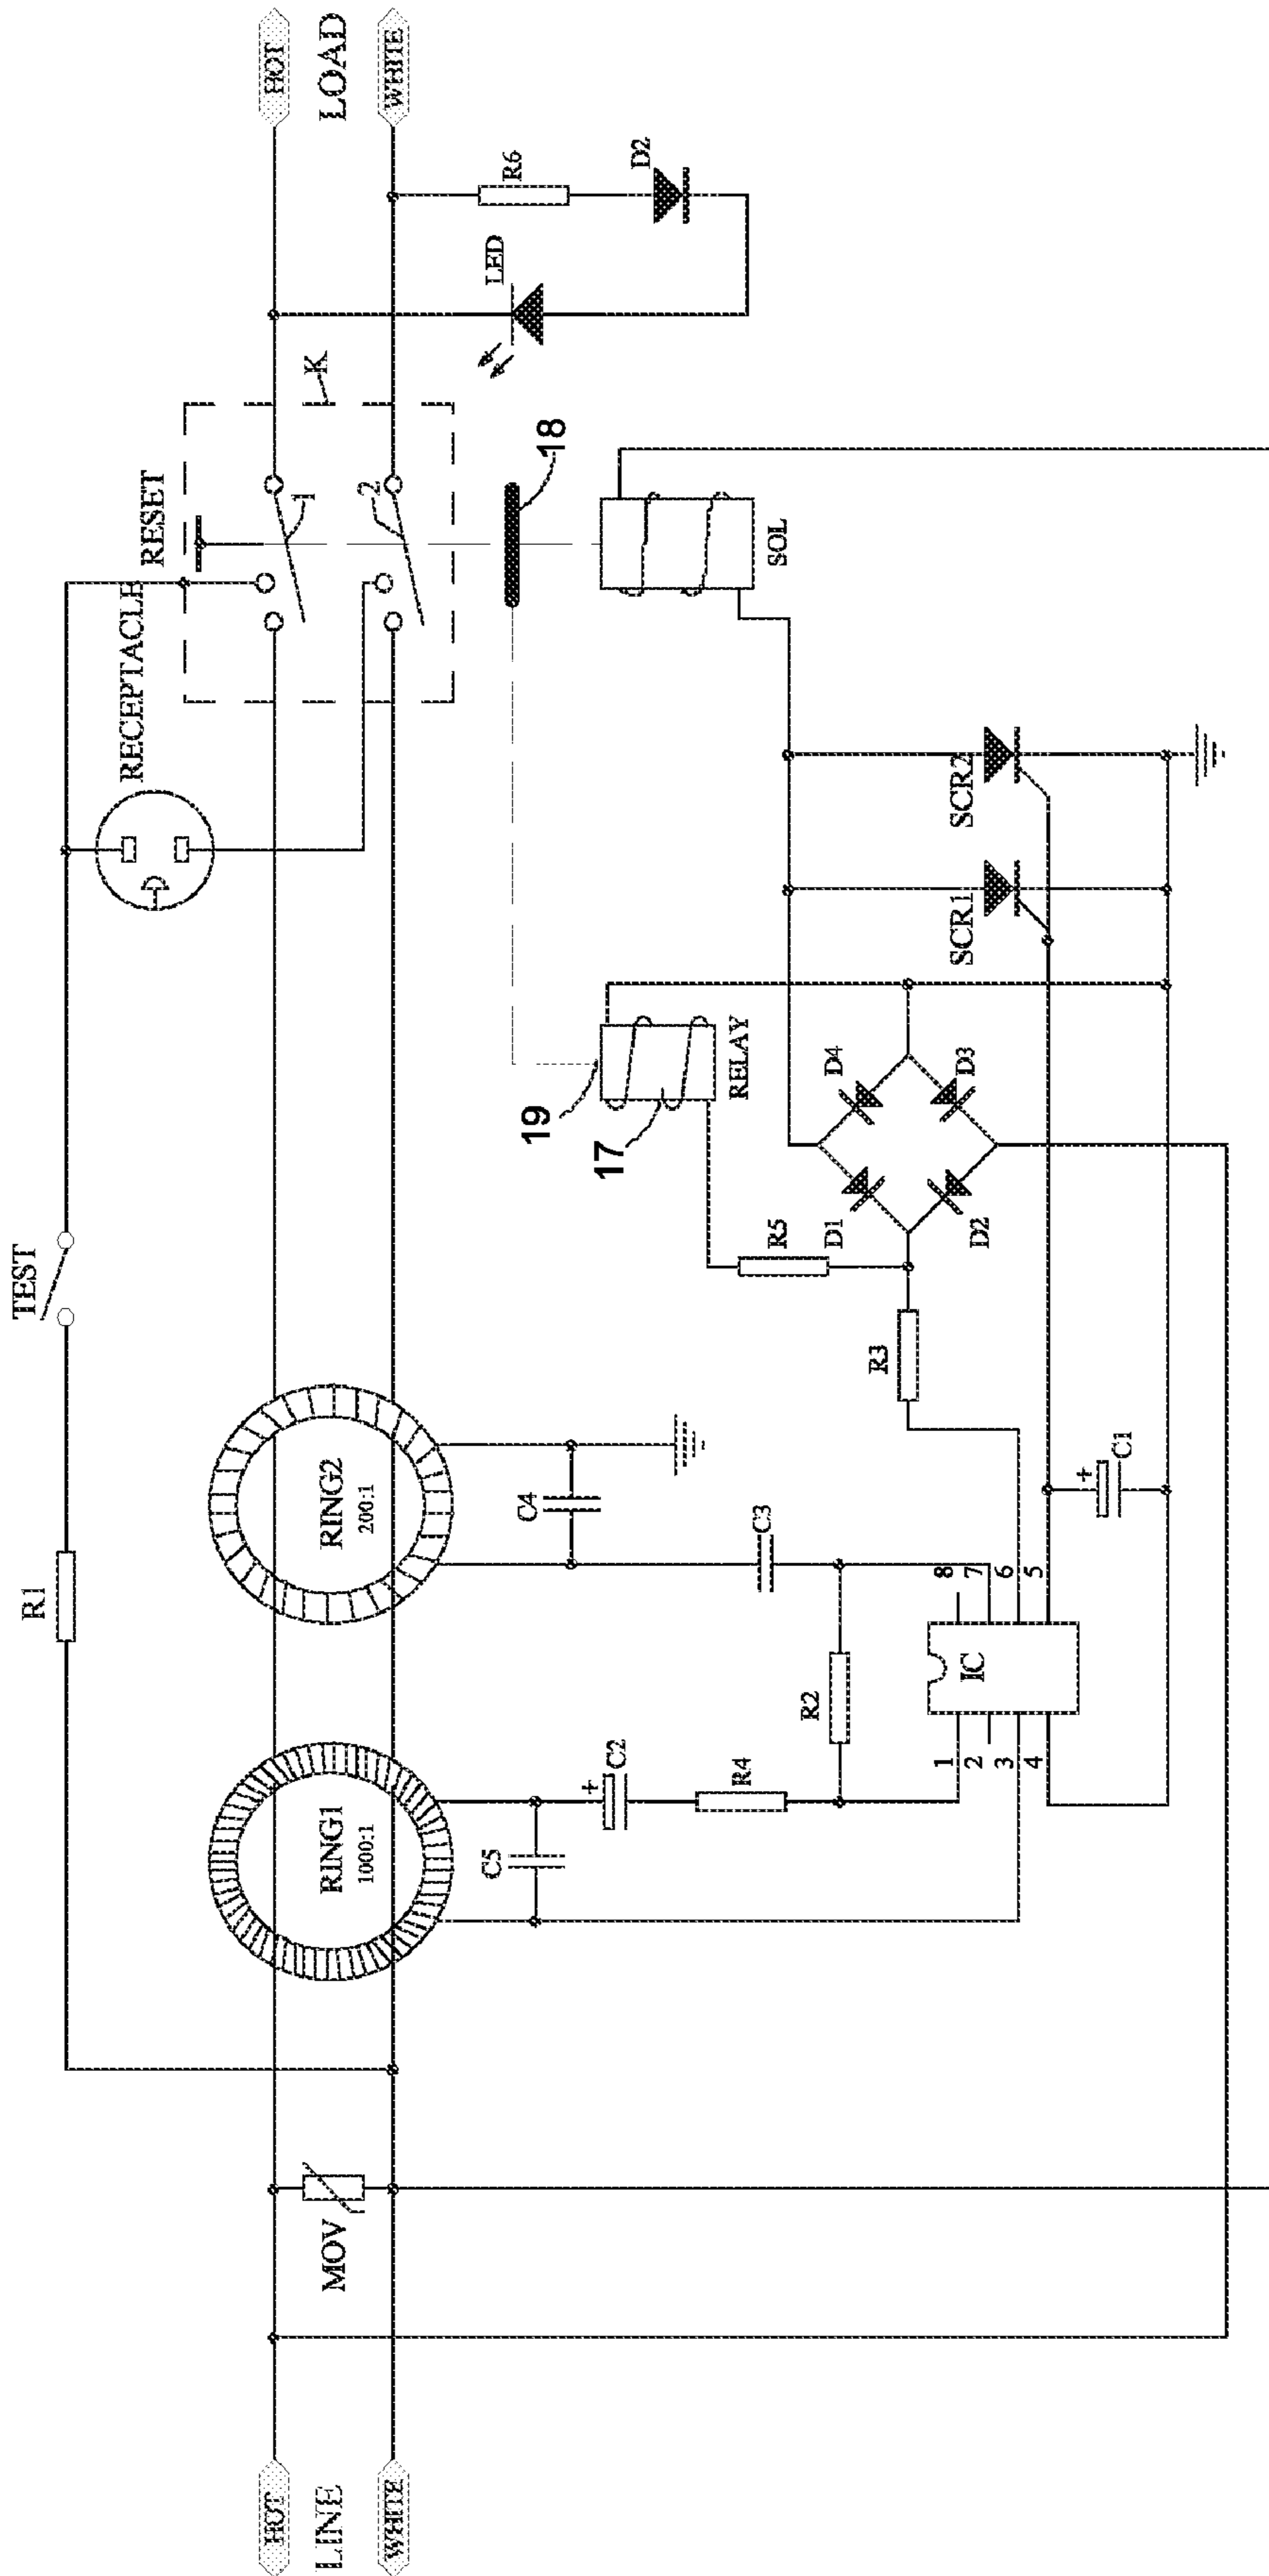 HOT
LINE
WHITE
MOV
R1
TEST
RING1
1000:1
RING2
200:1
RECEPTACLE
RESET
K
1
2
HOT
LOAD
WHITE
LED
R6
D2
18
SOL
19
17
RELAY
C5
C2
R4
R2
C4
C3
IC
1
2
3
4
8
7
6
5
C1
R3
R5
D1
D4
D2
D3
SCR1
SCR2